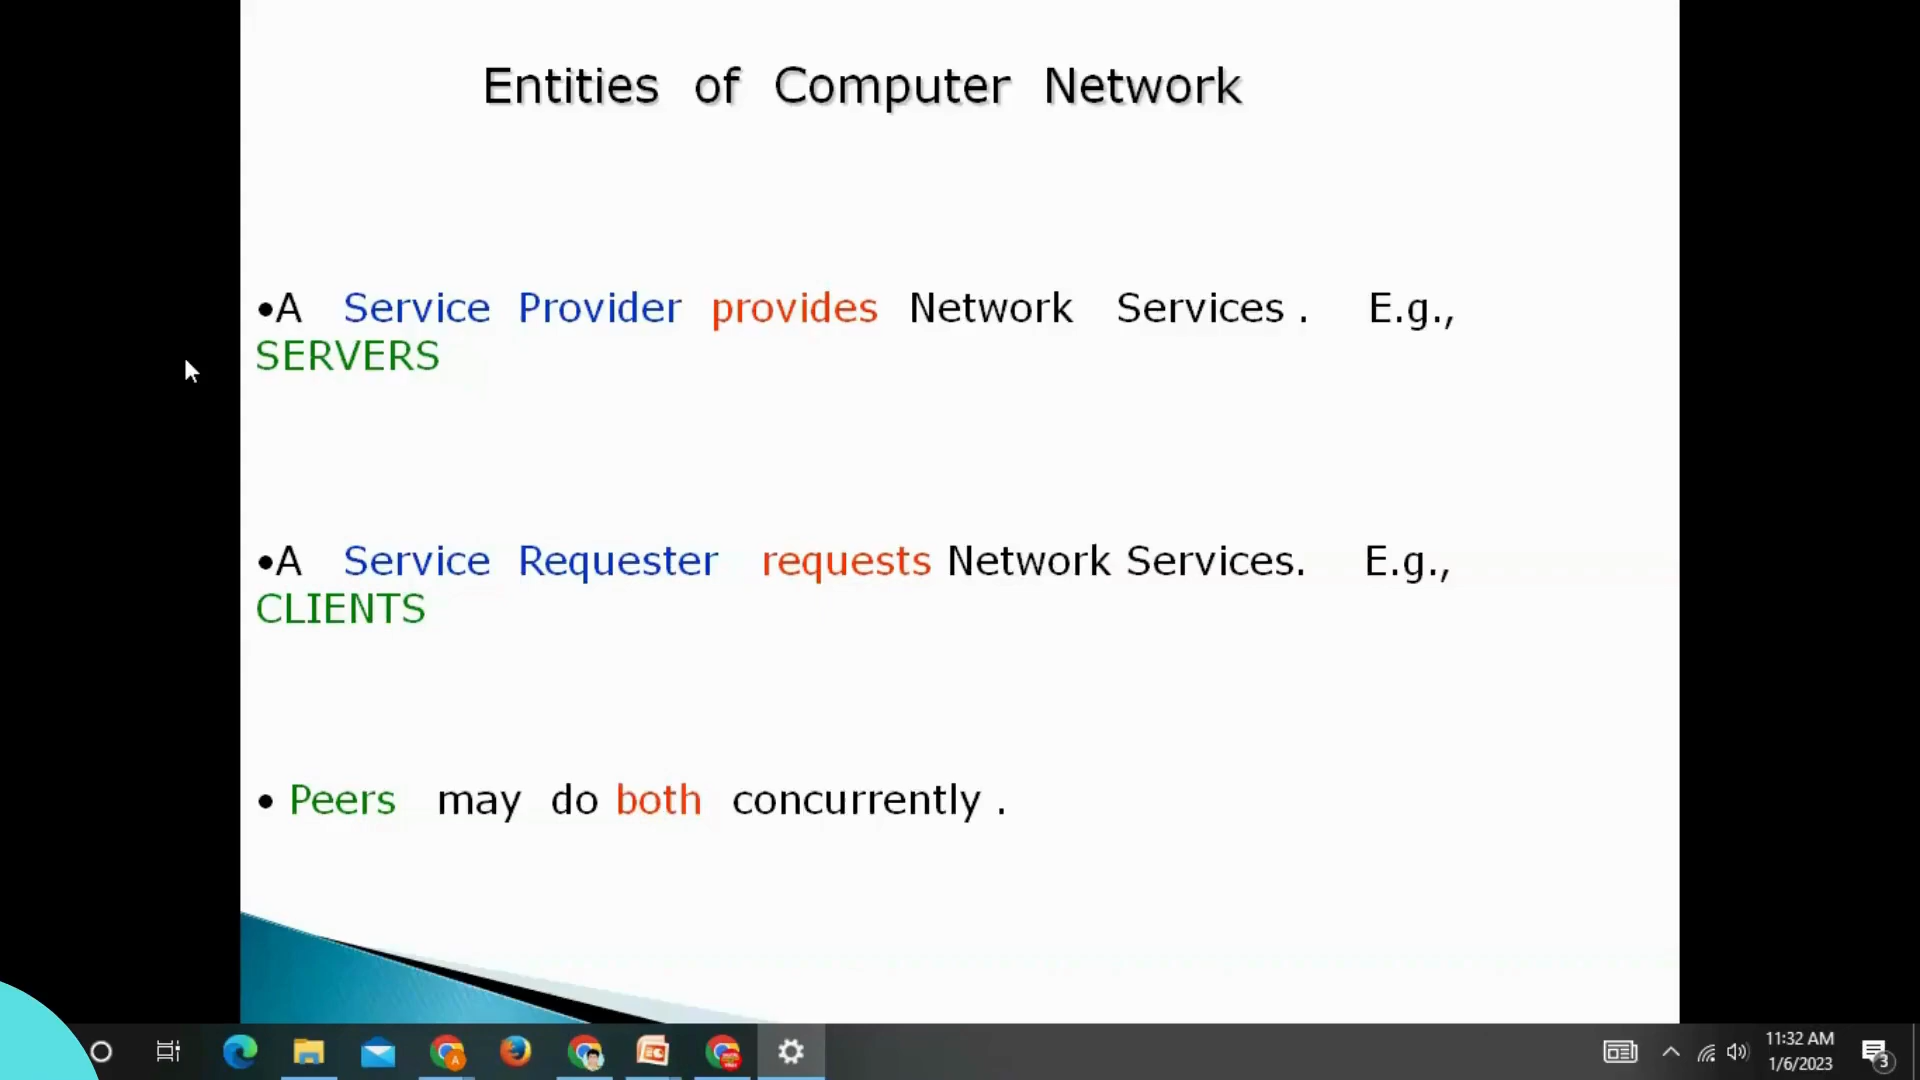 Entities of Computer Network
•A Service Provider provides Network Services . E.g.,
SERVERS
•A Service Requester requests Network Services. E.g.,
CLIENTS
• Peers may do both concurrently .
11:32 AM
1/6/2023
3
A